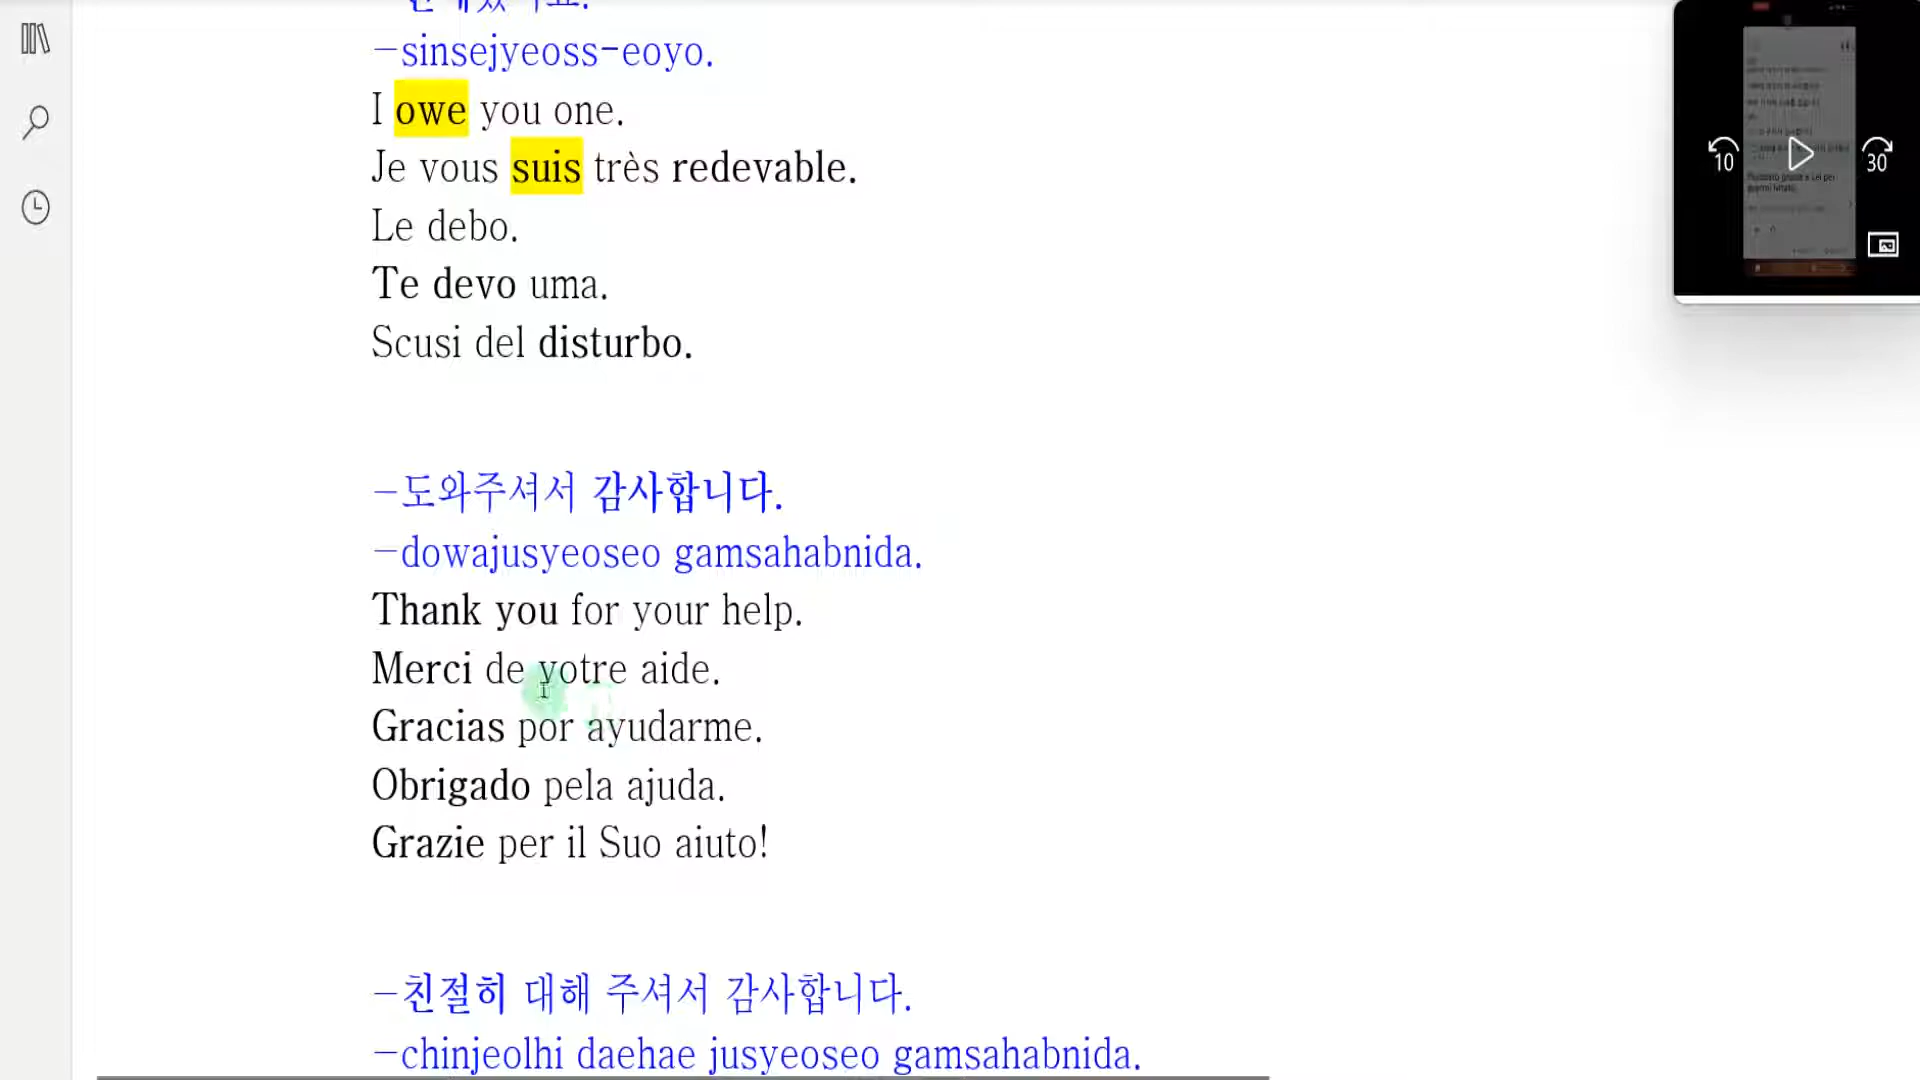 -sinsejyeoss-eoyo.
I owe you one.
Je vous suis très redevable.
Le debo.
Te devo uma.
Scusi del disturbo.
-도와주셔서 감사합니다.
-dowajusyeoseo gamsahabnida.
Thank you for your help.
Merci de votre aide.
Gracias por ayudarme.
Obrigado pela ajuda.
Grazie per il Suo aiuto!
-친절히 대해 주셔서 감사합니다.
-chinjeolhi daehae jusyeoseo gamsahabnida.
10
30